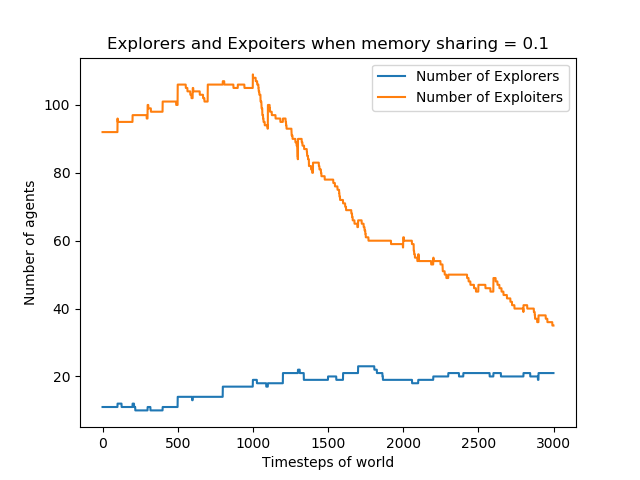 Explorers and Expoiters when memory sharing = 0.1
Number of Explorers
Number of Exploiters
Number of agents
100
80
60
40
20
0 500 1000 1500 2000 2500 3000
Timesteps of world